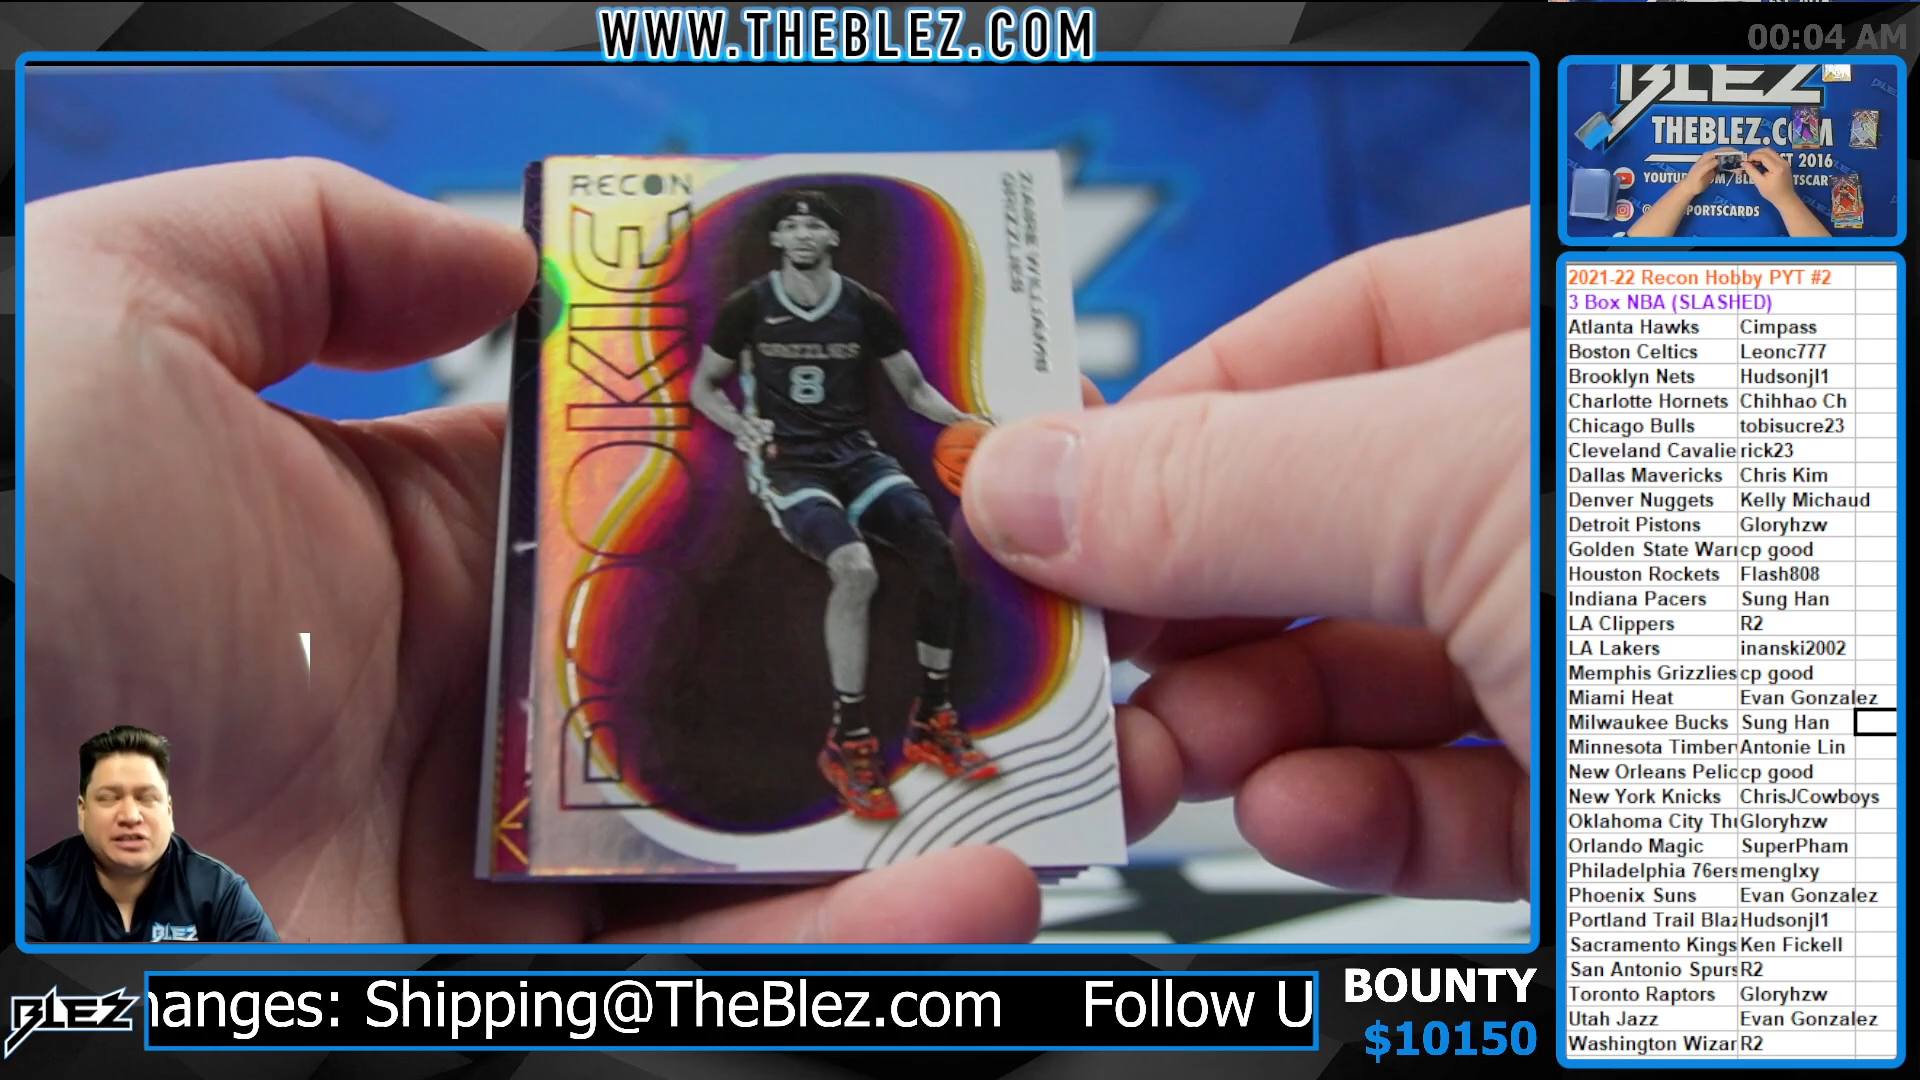 WWW.THEBLEZ.COM
00:04 AM
RECON
ROOKIE
ZIAIRE WILLIAMS
GRIZZLIES
GRIZZLIES
8
BLEZ
THEBLEZ.COM
2016
YOUTUBE
SPORTSCARDS
2021-22 Recon Hobby PYT #2
3 Box NBA (SLASHED)
Atlanta Hawks Cimpass
Boston Celtics Leonc777
Brooklyn Nets Hudsonjl1
Charlotte Hornets Chihhao Ch
Chicago Bulls tobisucre23
Cleveland Cavalie rick23
Dallas Mavericks Chris Kim
Denver Nuggets Kelly Michaud
Detroit Pistons Gloryhzw
Golden State Warr cp good
Houston Rockets Flash808
Indiana Pacers Sung Han
LA Clippers R2
LA Lakers inanski2002
Memphis Grizzlies cp good
Miami Heat Evan Gonzalez
Milwaukee Bucks Sung Han
Minnesota Timber Antonie Lin
New Orleans Pelic cp good
New York Knicks ChrisJCowboys
Oklahoma City Thu Gloryhzw
Orlando Magic SuperPham
Philadelphia 76ers menglxy
Phoenix Suns Evan Gonzalez
Portland Trail Blaz Hudsonjl1
Sacramento Kings Ken Fickell
San Antonio Spurs R2
Toronto Raptors Gloryhzw
Utah Jazz Evan Gonzalez
Washington Wizar R2
BLEZ
BLEZ
hanges: Shipping@TheBlez.com Follow U
BOUNTY
$10150